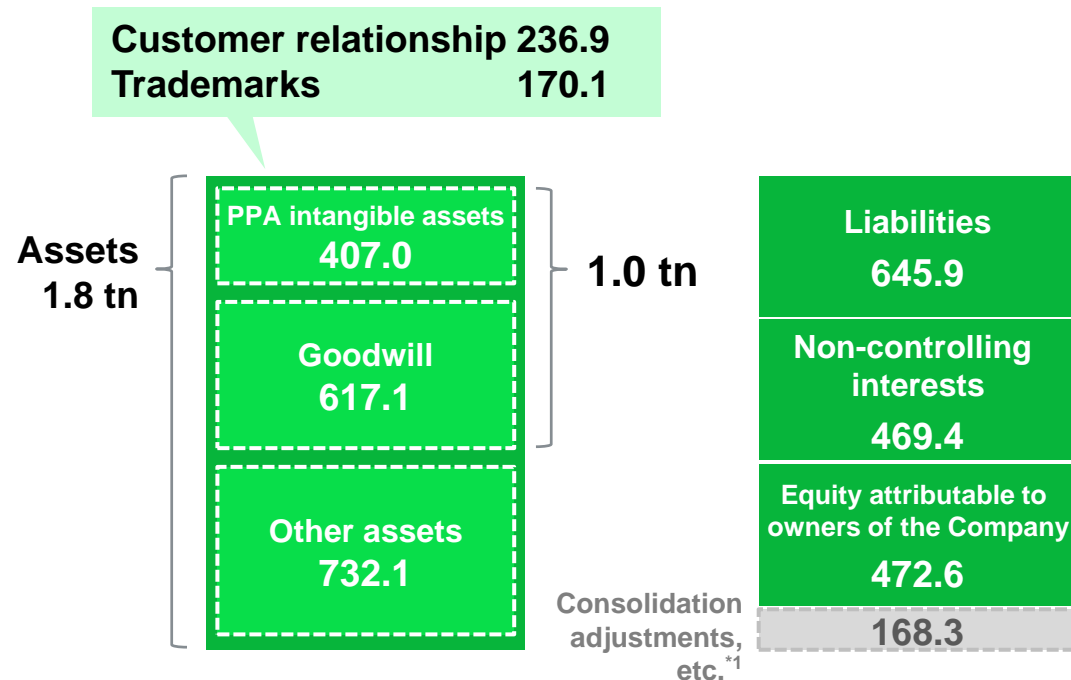 Customer relationship 236.9
Trademarks 170.1
Assets
1.8 tn
PPA intangible assets
407.0
Goodwill
617.1
Other assets
732.1
1.0 tn
Liabilities
645.9
Non-controlling
interests
469.4
Equity attributable to
owners of the Company
472.6
Consolidation
adjustments,
etc.*1
168.3